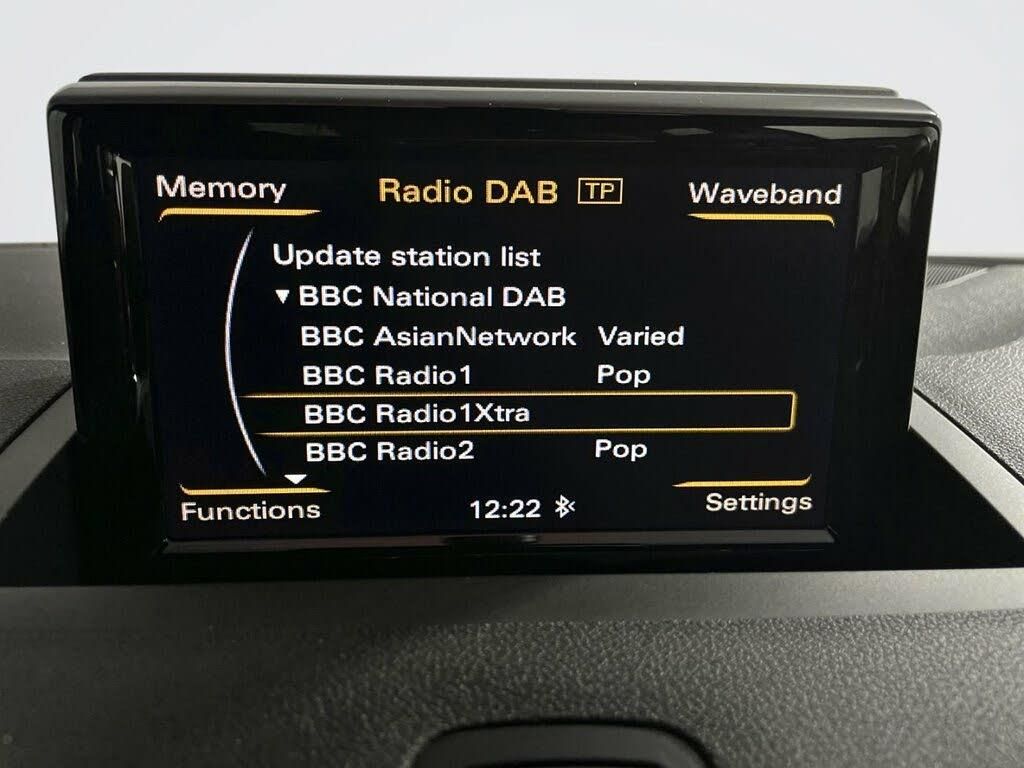 Memory Radio DAB TP Waveband
Update station list
▼ BBC National DAB
BBC AsianNetwork Varied
BBC Radio1 Pop
BBC Radio1Xtra
BBC Radio2 Pop
Functions 12:22 Settings